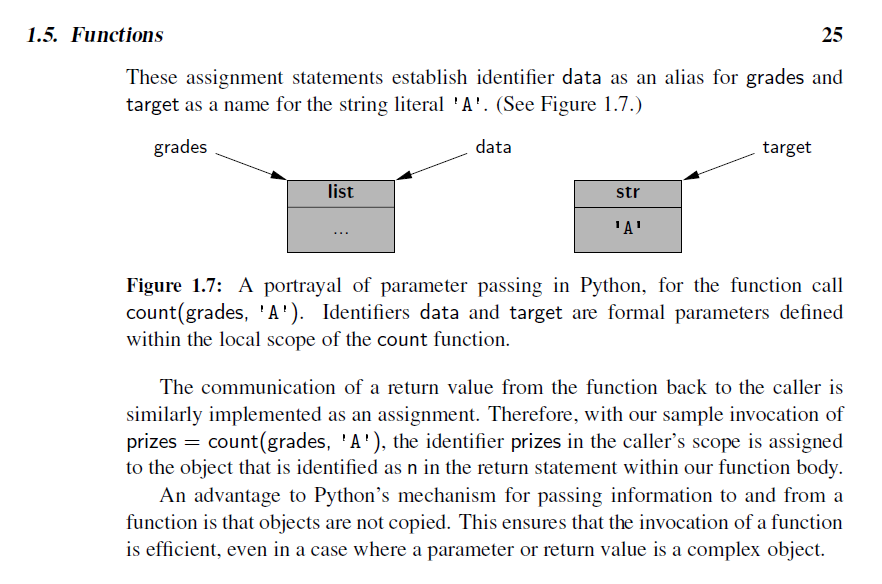 1.5. Functions 25
These assignment statements establish identifier data as an alias for grades and
target as a name for the string literal 'A'. (See Figure 1.7.)
grades data target
list str
... 'A'
Figure 1.7: A portrayal of parameter passing in Python, for the function call
count(grades, 'A'). Identifiers data and target are formal parameters defined
within the local scope of the count function.
The communication of a return value from the function back to the caller is
similarly implemented as an assignment. Therefore, with our sample invocation of
prizes = count(grades, 'A'), the identifier prizes in the caller's scope is assigned
to the object that is identified as n in the return statement within our function body.
An advantage to Python's mechanism for passing information to and from a
function is that objects are not copied. This ensures that the invocation of a function
is efficient, even in a case where a parameter or return value is a complex object.